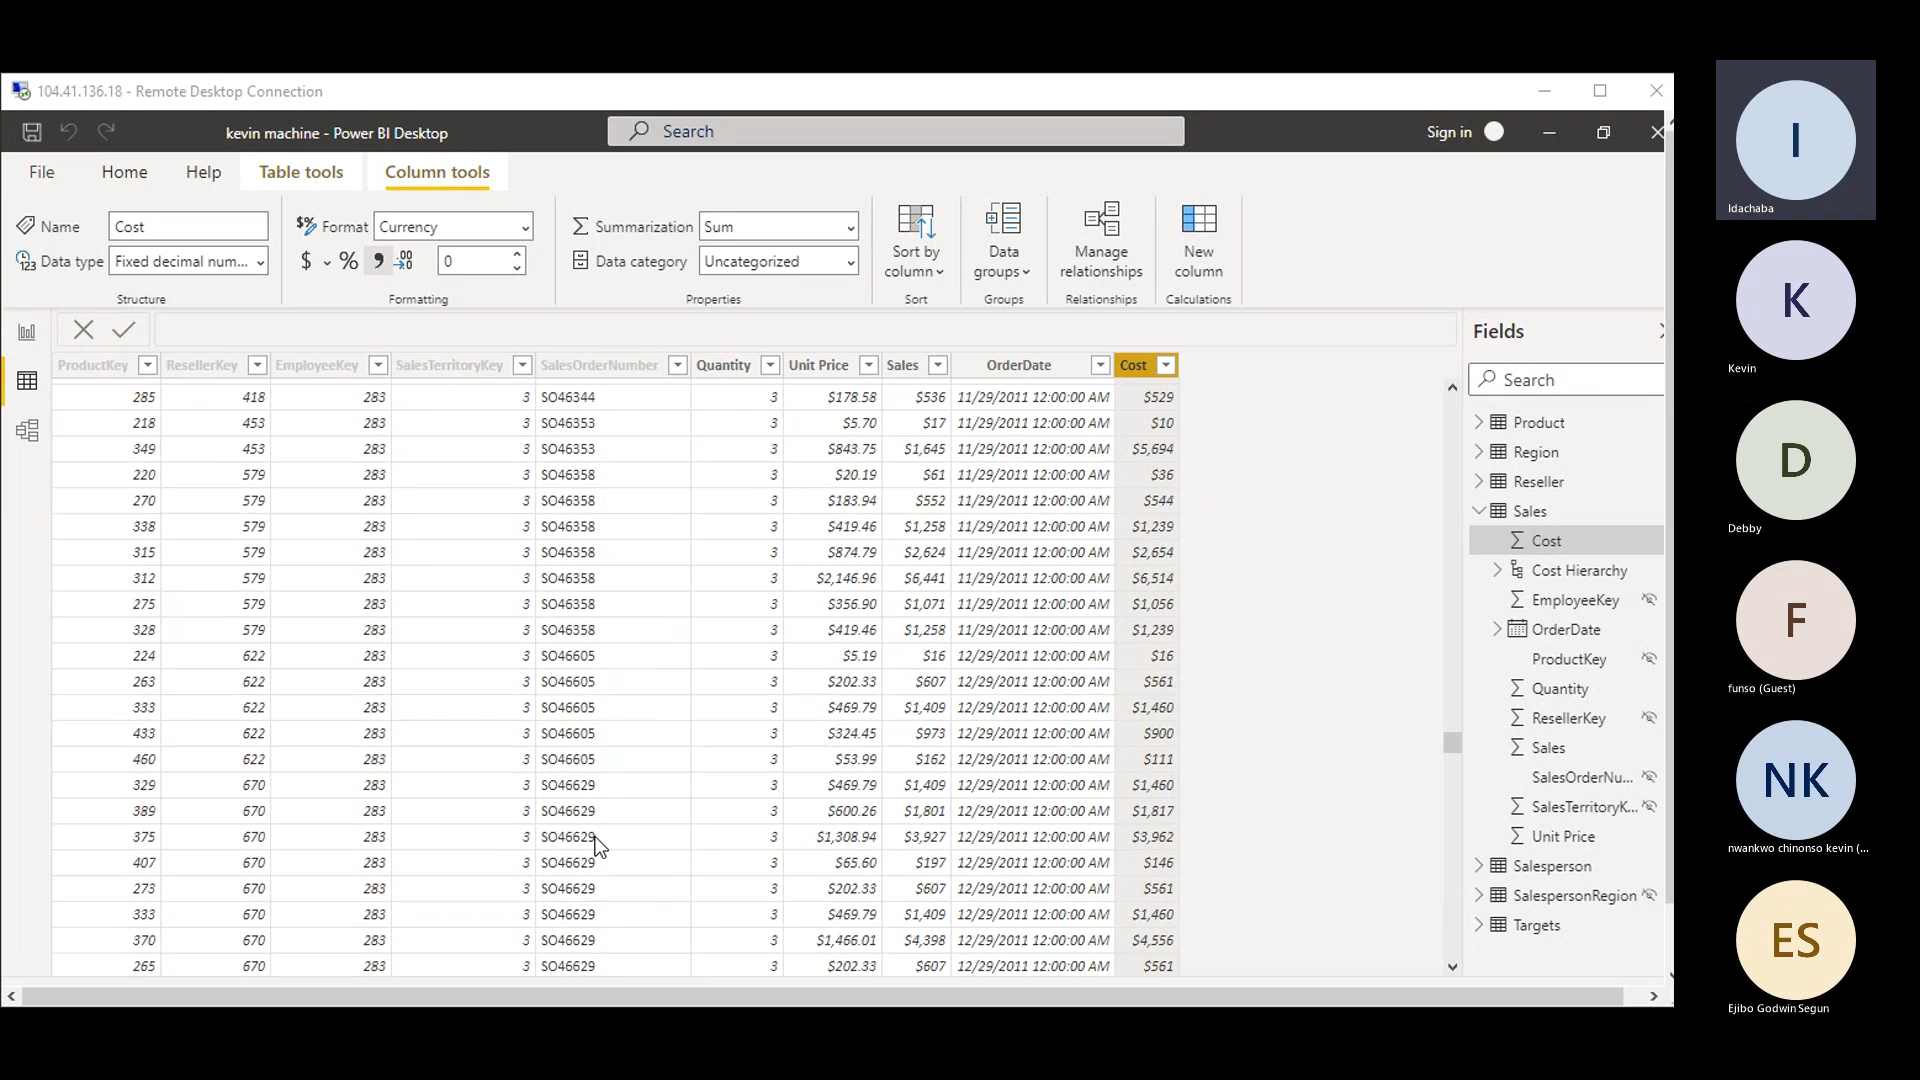 104.41.136.18 - Remote Desktop Connection
kevin machine - Power BI Desktop
Search
Sign in
File Home Help Table tools Column tools
Name Cost
Data type Fixed decimal num...
Structure
Format Currency
$ % , .00 0
Formatting
Summarization Sum
Data category Uncategorized
Properties
Sort by column
Sort
Data groups
Groups
Manage relationships
Relationships
New column
Calculations
ProductKey ResellerKey EmployeeKey SalesTerritoryKey SalesOrderNumber Quantity Unit Price Sales OrderDate Cost
285 418 283 3 SO46344 3 $178.58 $536 11/29/2011 12:00:00 AM $529
218 453 283 3 SO46353 3 $5.70 $17 11/29/2011 12:00:00 AM $10
349 453 283 3 SO46353 3 $843.75 $1,645 11/29/2011 12:00:00 AM $5,694
220 579 283 3 SO46358 3 $20.19 $61 11/29/2011 12:00:00 AM $36
270 579 283 3 SO46358 3 $183.94 $552 11/29/2011 12:00:00 AM $544
338 579 283 3 SO46358 3 $419.46 $1,258 11/29/2011 12:00:00 AM $1,239
315 579 283 3 SO46358 3 $874.79 $2,624 11/29/2011 12:00:00 AM $2,654
312 579 283 3 SO46358 3 $2,146.96 $6,441 11/29/2011 12:00:00 AM $6,514
275 579 283 3 SO46358 3 $356.90 $1,071 11/29/2011 12:00:00 AM $1,056
328 579 283 3 SO46358 3 $419.46 $1,258 11/29/2011 12:00:00 AM $1,239
224 622 283 3 SO46605 3 $5.19 $16 12/29/2011 12:00:00 AM $16
263 622 283 3 SO46605 3 $202.33 $607 12/29/2011 12:00:00 AM $561
333 622 283 3 SO46605 3 $469.79 $1,409 12/29/2011 12:00:00 AM $1,460
433 622 283 3 SO46605 3 $324.45 $973 12/29/2011 12:00:00 AM $900
460 622 283 3 SO46605 3 $53.99 $162 12/29/2011 12:00:00 AM $111
329 670 283 3 SO46629 3 $469.79 $1,409 12/29/2011 12:00:00 AM $1,460
389 670 283 3 SO46629 3 $600.26 $1,801 12/29/2011 12:00:00 AM $1,817
375 670 283 3 SO46629 3 $1,308.94 $3,927 12/29/2011 12:00:00 AM $3,962
407 670 283 3 SO46629 3 $65.60 $197 12/29/2011 12:00:00 AM $146
273 670 283 3 SO46629 3 $202.33 $607 12/29/2011 12:00:00 AM $561
333 670 283 3 SO46629 3 $469.79 $1,409 12/29/2011 12:00:00 AM $1,460
370 670 283 3 SO46629 3 $1,466.01 $4,398 12/29/2011 12:00:00 AM $4,556
265 670 283 3 SO46629 3 $202.33 $607 12/29/2011 12:00:00 AM $561
Fields
Search
Product
Region
Reseller
Sales
Cost
Cost Hierarchy
EmployeeKey
OrderDate
ProductKey
Quantity
ResellerKey
Sales
SalesOrderNu...
SalesTerritoryK...
Unit Price
Salesperson
SalespersonRegion
Targets
I
Idachaba
K
Kevin
D
Debby
F
funso (Guest)
NK
nwankwo chinonso kevin (...
ES
Ejibo Godwin Segun